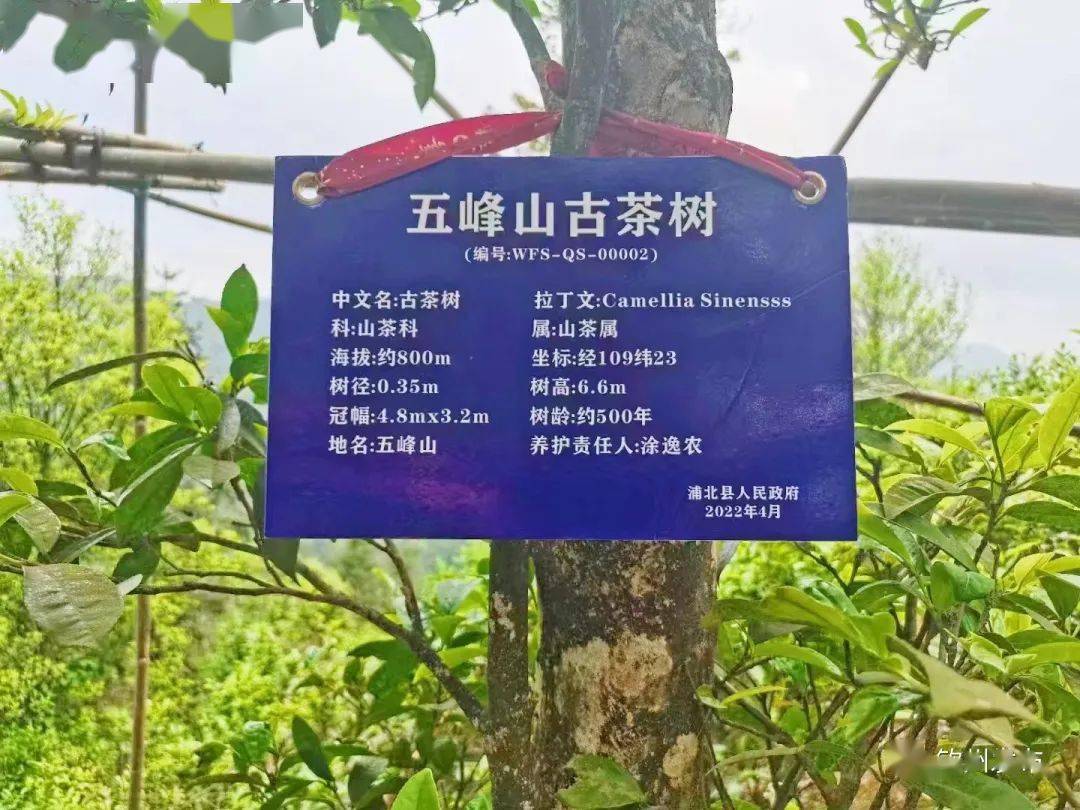 五峰山古茶树
(编号:WFS-QS-00002)
中文名:古茶树 拉丁文:Camellia Sinensss
科:山茶科 属:山茶属
海拔:约800m 坐标:经109纬23
树径:0.35m 树高:6.6m
冠幅:4.8mx3.2m 树龄:约500年
地名:五峰山 养护责任人:涂逸农
浦北县人民政府
2022年4月